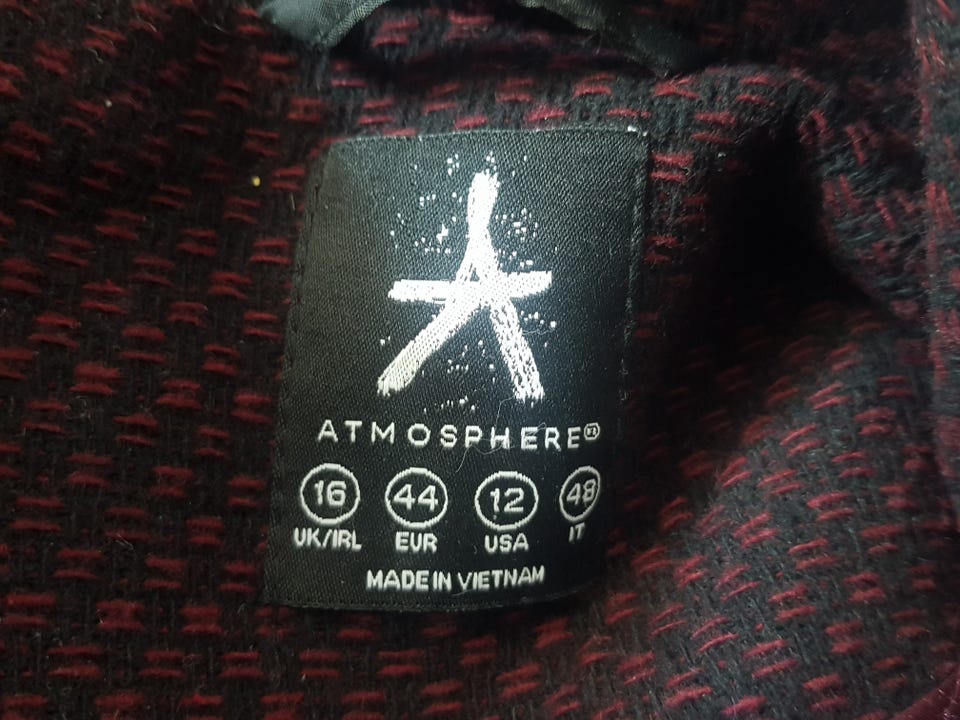 ATMOSPHERE®
16 44 12 48
UK/IRL EUR USA IT
MADE IN VIETNAM